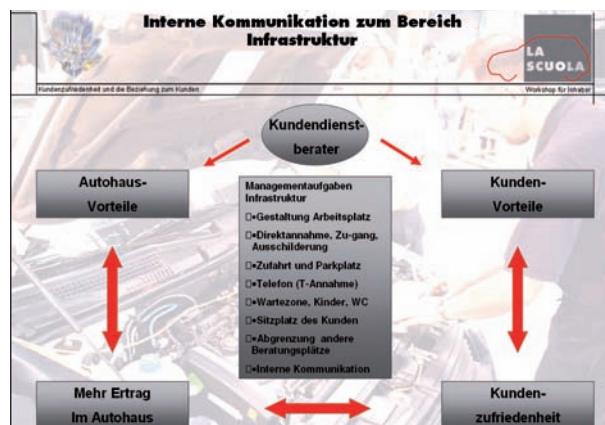 Interne Kommunikation zum Bereich
Infrastruktur
LA
SCUOLA
Kundenzufriedenheit und die Beziehung zum Kunden
Workshop für Inhaber
Kundendienst-
berater
Autohaus-
Vorteile
Managementaufgaben
Infrastruktur
□•Gestaltung Arbeitsplatz
□•Direktannahme, Zu-gang,
Ausschilderung
□•Zufahrt und Parkplatz
□•Telefon (T-Annahme)
□•Wartezone, Kinder, WC
□•Sitzplatz des Kunden
□•Abgrenzung andere
Beratungsplätze
□•Interne Kommunikation
Kunden-
Vorteile
Mehr Ertrag
Im Autohaus
Kunden-
zufriedenheit